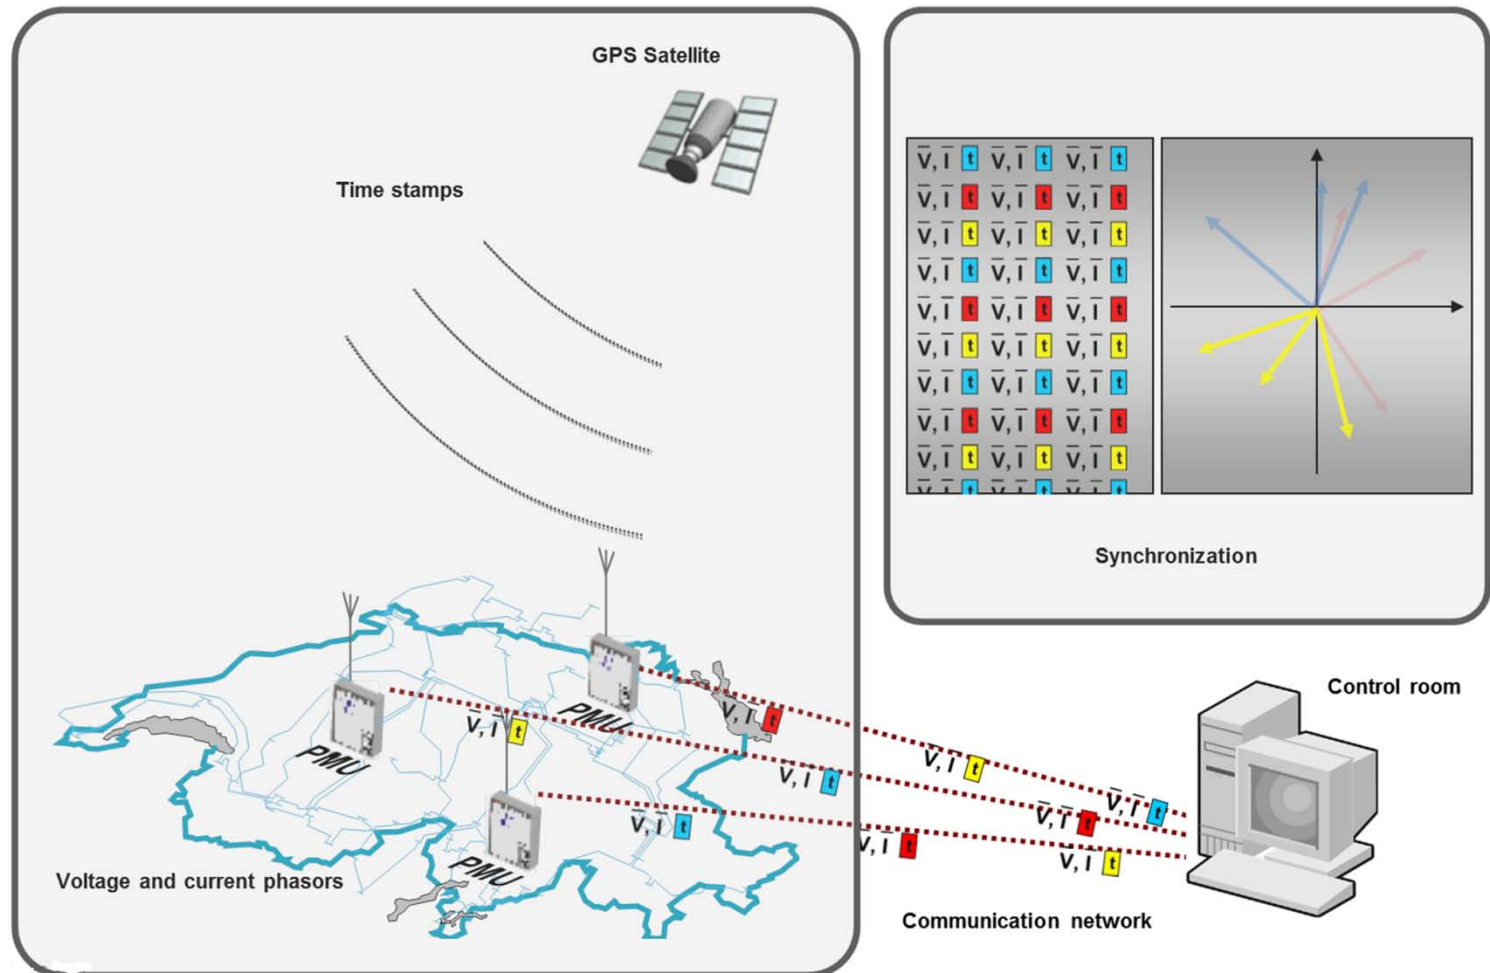 GPS Satellite
Time stamps
V̅, I̅ t V̅, I̅ t V̅, I̅ t
V̅, I̅ t V̅, I̅ t V̅, I̅ t
V̅, I̅ t V̅, I̅ t V̅, I̅ t
V̅, I̅ t V̅, I̅ t V̅, I̅ t
V̅, I̅ t V̅, I̅ t V̅, I̅ t
V̅, I̅ t V̅, I̅ t V̅, I̅ t
V̅, I̅ t V̅, I̅ t V̅, I̅ t
V̅, I̅ t V̅, I̅ t V̅, I̅ t
V̅, I̅ t V̅, I̅ t V̅, I̅ t
V̅, I̅ t V̅, I̅ t V̅, I̅ t
Synchronization
Control room
PMU
V̅, I̅ t
V̅, I̅ t
PMU
V̅, I̅ t
V̅, I̅ t
V̅, I̅ t
V̅, I̅ t
V̅, I̅ t
V̅, I̅ t
V̅, I̅ t
PMU
Voltage and current phasors
Communication network